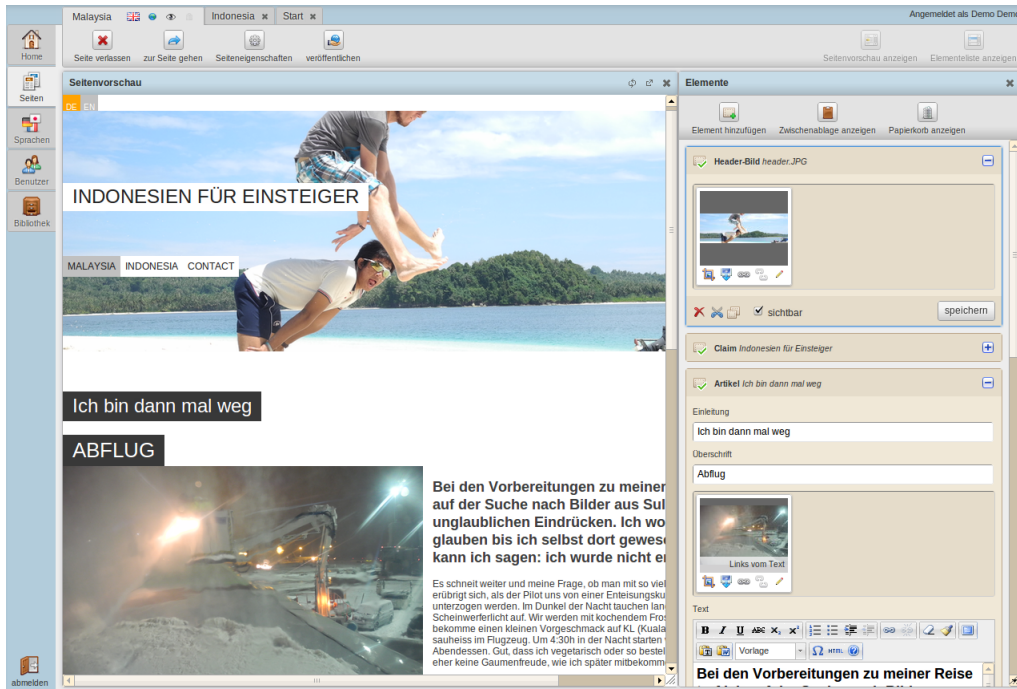 Malaysia
Indonesia
Start
Angemeldet als Demo
Home
Seite verlassen
zur Seite gehen
Seiteneigenschaften
veröffentlichen
Seitenvorschau anzeigen
Elementeliste anzeigen
Seiten
Sprachen
Benutzer
Bibliothek
abmelden
Seitenvorschau
DE EN
INDONESIEN FÜR EINSTEIGER
MALAYSIA INDONESIA CONTACT
Ich bin dann mal weg
ABFLUG
Bei den Vorbereitungen zu meiner
auf der Suche nach Bilder aus Sul
unglaublichen Eindrücken. Ich wo
glauben bis ich selbst dort gewese
kann ich sagen: ich wurde nicht
Es schneit weiter und meine Frage, ob man mit so viel
erübrigt sich, als der Pilot uns von einer Enteisungsku
unterzogen werden. Im Dunkel der Nacht tauchen lan
Scheinwerferlicht auf. Wir werden mit kochendem Fros
bekomme einen kleinen Vorgeschmack auf KL (Kuala
sauheiss im Flugzeug. Um 4:30h in der Nacht starten
Abendessen. Gut, dass ich vegetarisch oder so bestel
eher keine Gaumenfreude, wie ich später mitbekomm
Elemente
Element hinzufügen
Zwischenablage anzeigen
Papierkorb anzeigen
Header-Bild header.JPG
sichtbar
speichern
Claim Indonesien für Einsteiger
Artikel Ich bin dann mal weg
Einleitung
Ich bin dann mal weg
Überschrift
Abflug
Links vom Text
Text
B I U ABC X₂ X²
Vorlage
Ω HTML
Bei den Vorbereitungen zu meiner Reise